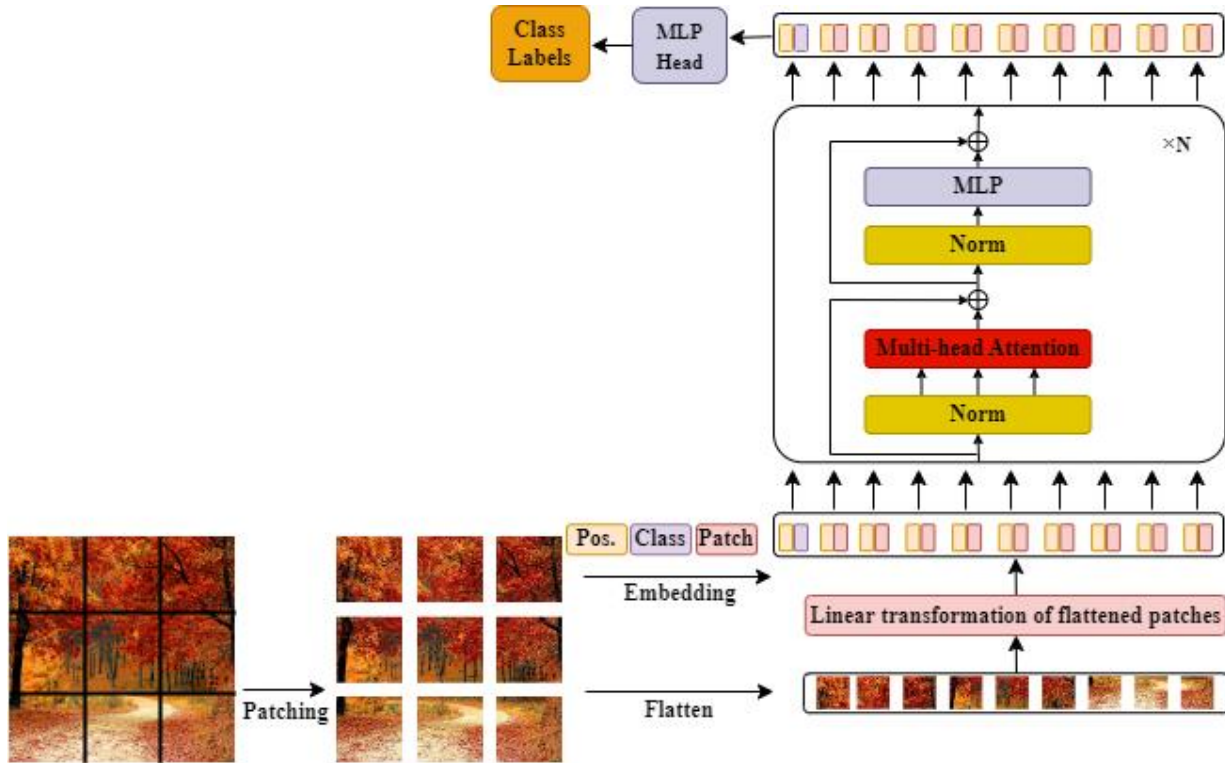 Class
Labels
MLP
Head
×N
MLP
Norm
Multi-head Attention
Norm
Pos.
Class
Patch
Embedding
Linear transformation of flattened patches
Patching
Flatten